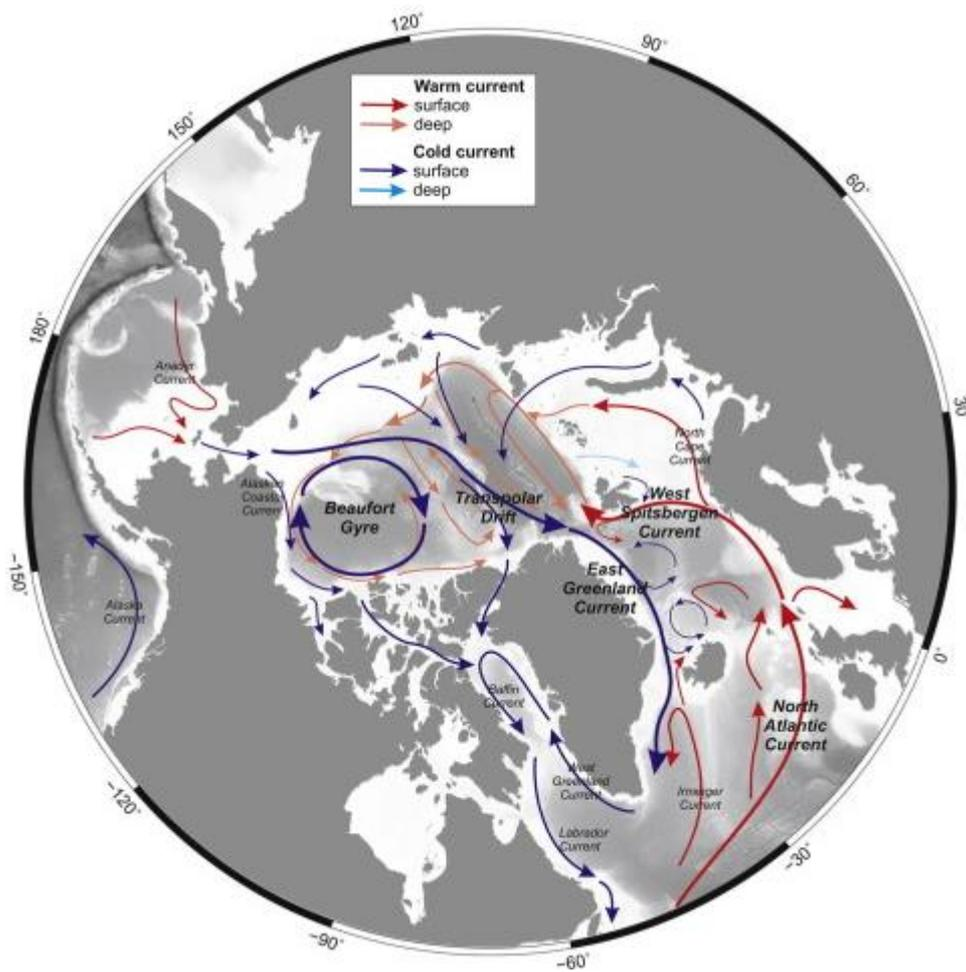 120°
90°
150°
60°
180°
30
-150°
0°
-120°
-30°
-90°
-60°
Warm current
surface
deep
Cold current
surface
deep
Anadyr
Current
Alaskan
Coastal
Current
Beaufort
Gyre
Transpolar
Drift
North
Cape
Current
West
Spitsbergen
Current
East
Greenland
Current
Alaska
Current
Baffin
Current
North
Atlantic
Current
West
Greenland
Current
Irminger
Current
Labrador
Current